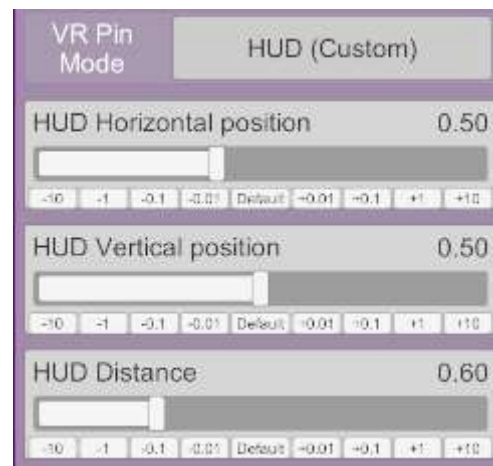 VR Pin
Mode
HUD (Custom)
HUD Horizontal position 0.50
-10 -1 -0.1 -0.01 Default +0.01 +0.1 +1 +10
HUD Vertical position 0.50
-10 -1 -0.1 -0.01 Default +0.01 +0.1 +1 +10
HUD Distance 0.60
-10 -1 -0.1 -0.01 Default +0.01 +0.1 +1 +10